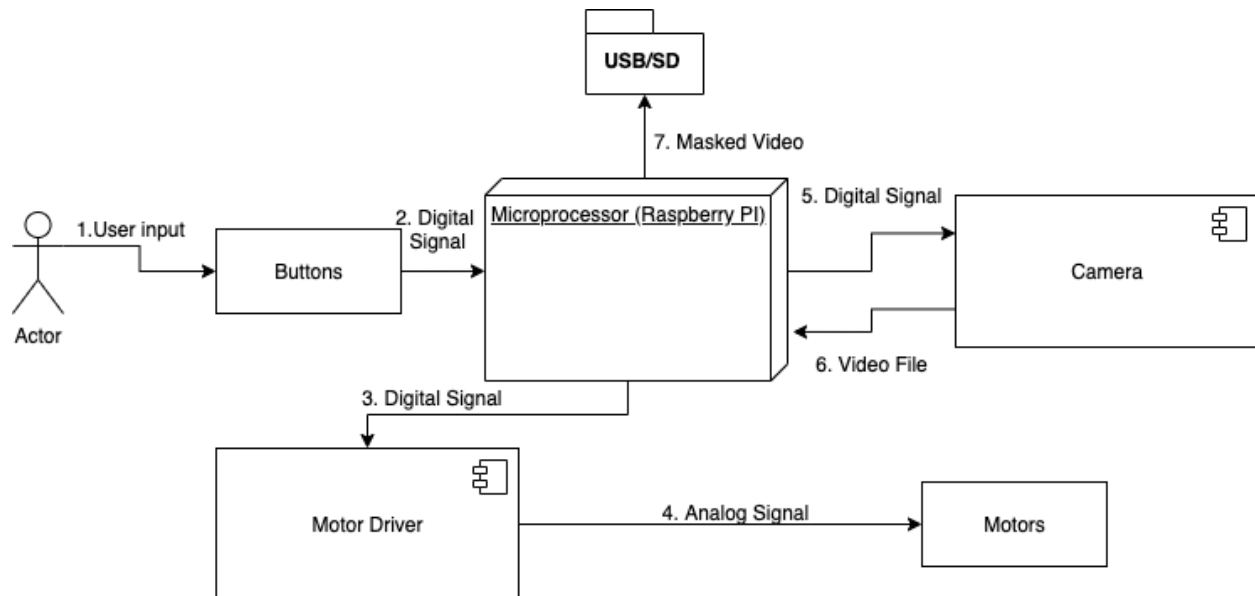 USB/SD
7. Masked Video
1.User input
2. Digital
Signal
Microprocessor (Raspberry PI)
5. Digital Signal
Buttons
Camera
Actor
6. Video File
3. Digital Signal
Motor Driver
4. Analog Signal
Motors